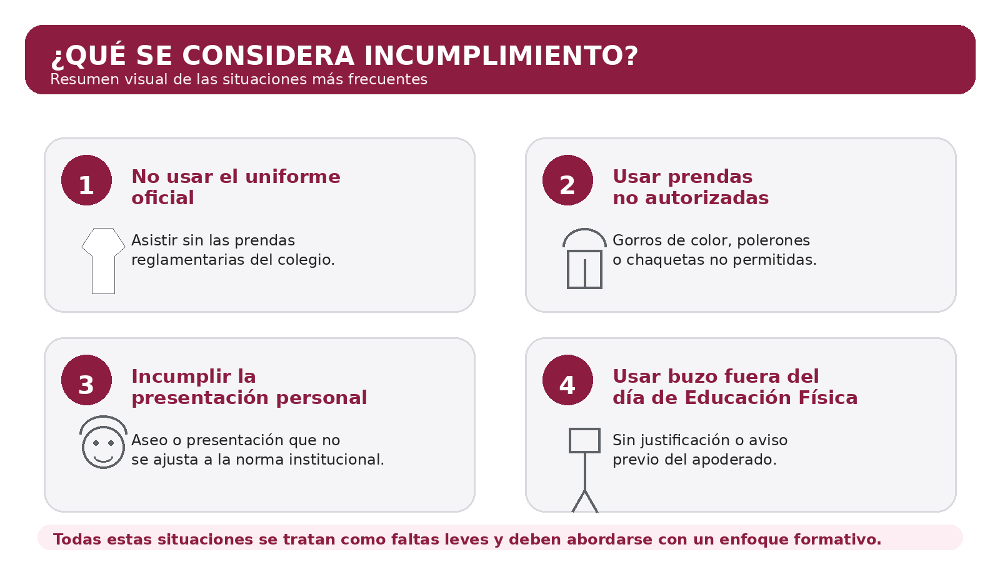 ¿QUÉ SE CONSIDERA INCUMPLIMIENTO?
Resumen visual de las situaciones más frecuentes
1
No usar el uniforme
oficial
Asistir sin las prendas
reglamentarias del colegio.
2
Usar prendas
no autorizadas
Gorros de color, polerones
o chaquetas no permitidas.
3
Incumplir la
presentación personal
Aseo o presentación que no
se ajusta a la norma institucional.
4
Usar buzo fuera del
día de Educación Física
Sin justificación o aviso
previo del apoderado.
Todas estas situaciones se tratan como faltas leves y deben abordarse con un enfoque formativo.